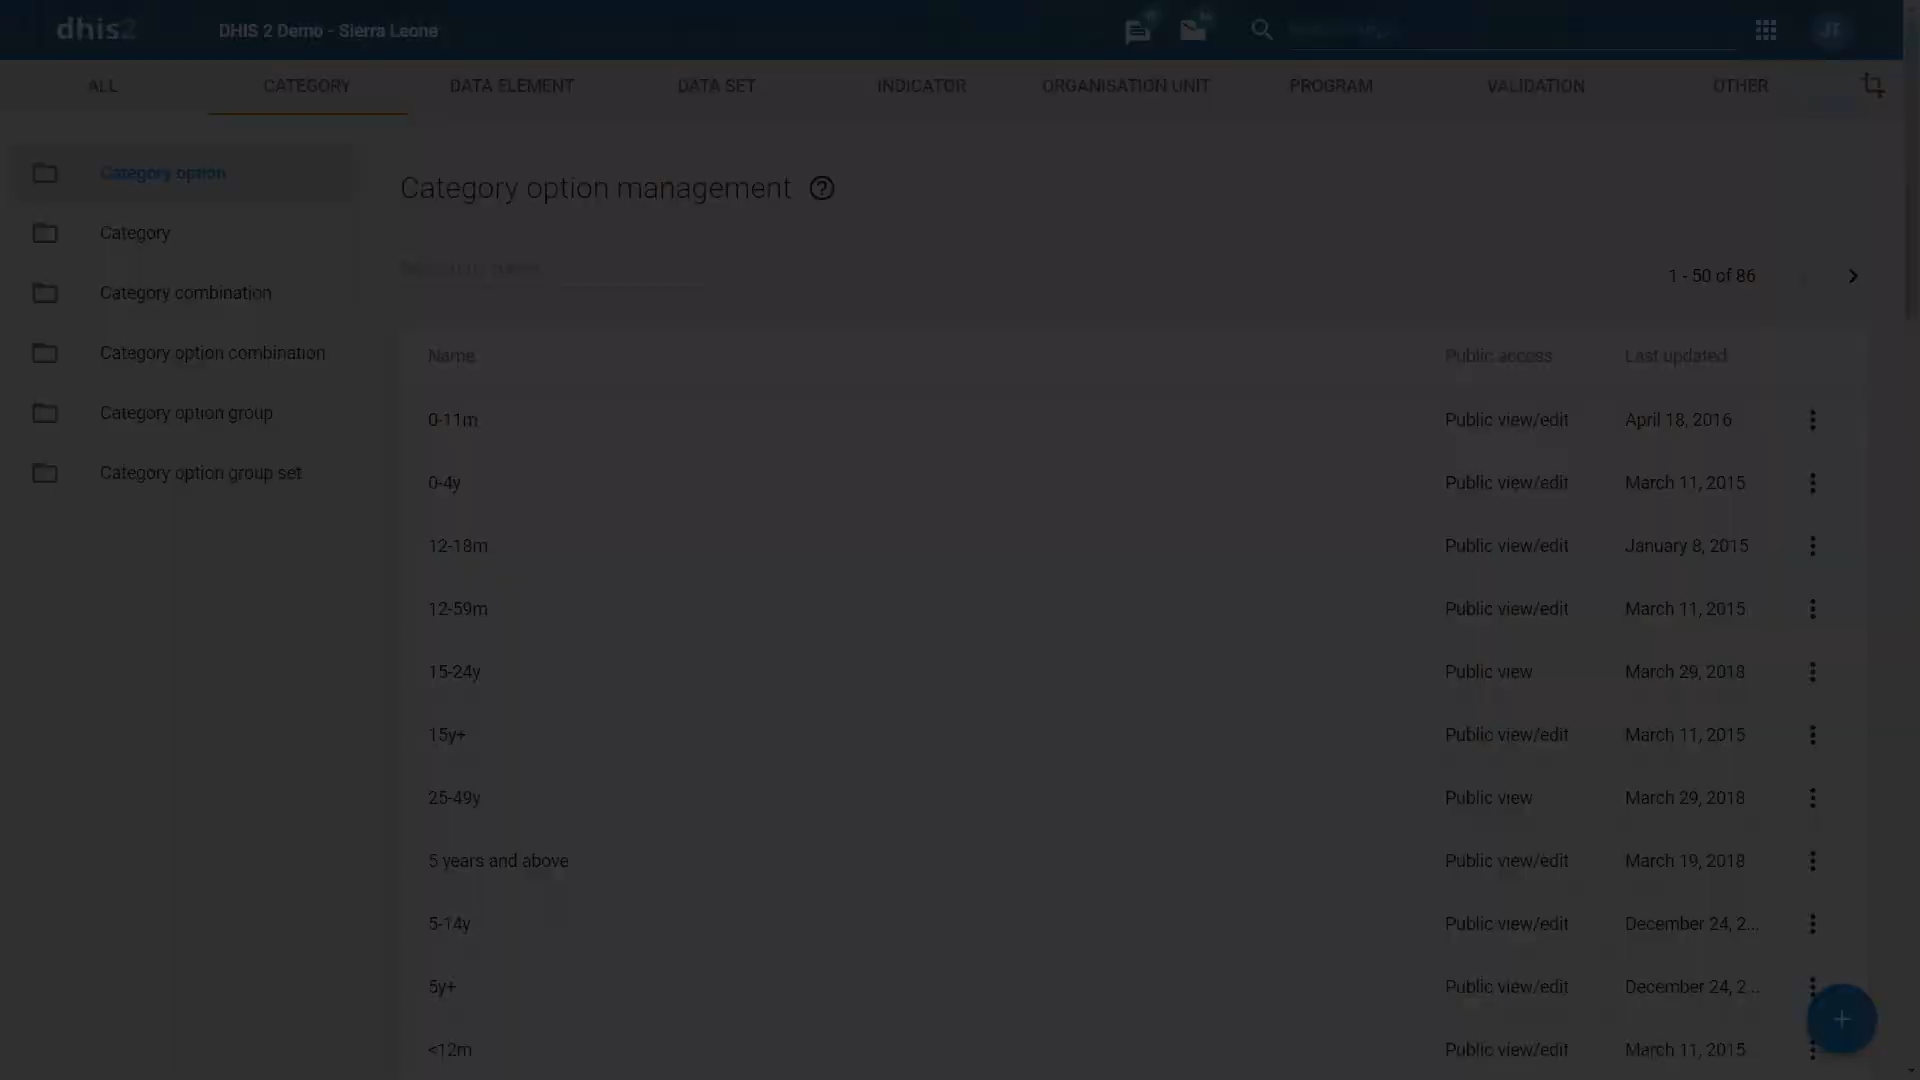 dhis2
DHIS 2 Demo - Sierra Leone
JT
ALL
CATEGORY
DATA ELEMENT
DATA SET
INDICATOR
ORGANISATION UNIT
PROGRAM
VALIDATION
OTHER
Category option
Category
Category combination
Category option combination
Category option group
Category option group set
Category option management
1 - 50 of 86
Name Public access Last updated
0-11m Public view/edit April 18, 2016
0-4y Public view/edit March 11, 2015
12-18m Public view/edit January 8, 2015
12-59m Public view/edit March 11, 2015
15-24y Public view March 29, 2018
15y+ Public view/edit March 11, 2015
25-49y Public view March 29, 2018
5 years and above Public view/edit March 19, 2018
5-14y Public view/edit December 24, 2...
5y+ Public view/edit December 24, 2...
<12m Public view/edit March 11, 2015